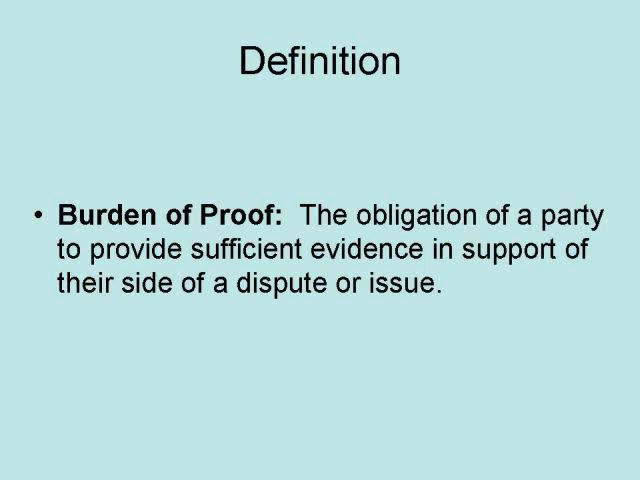 Definition
• Burden of Proof:  The obligation of a party
to provide sufficient evidence in support of
their side of a dispute or issue.